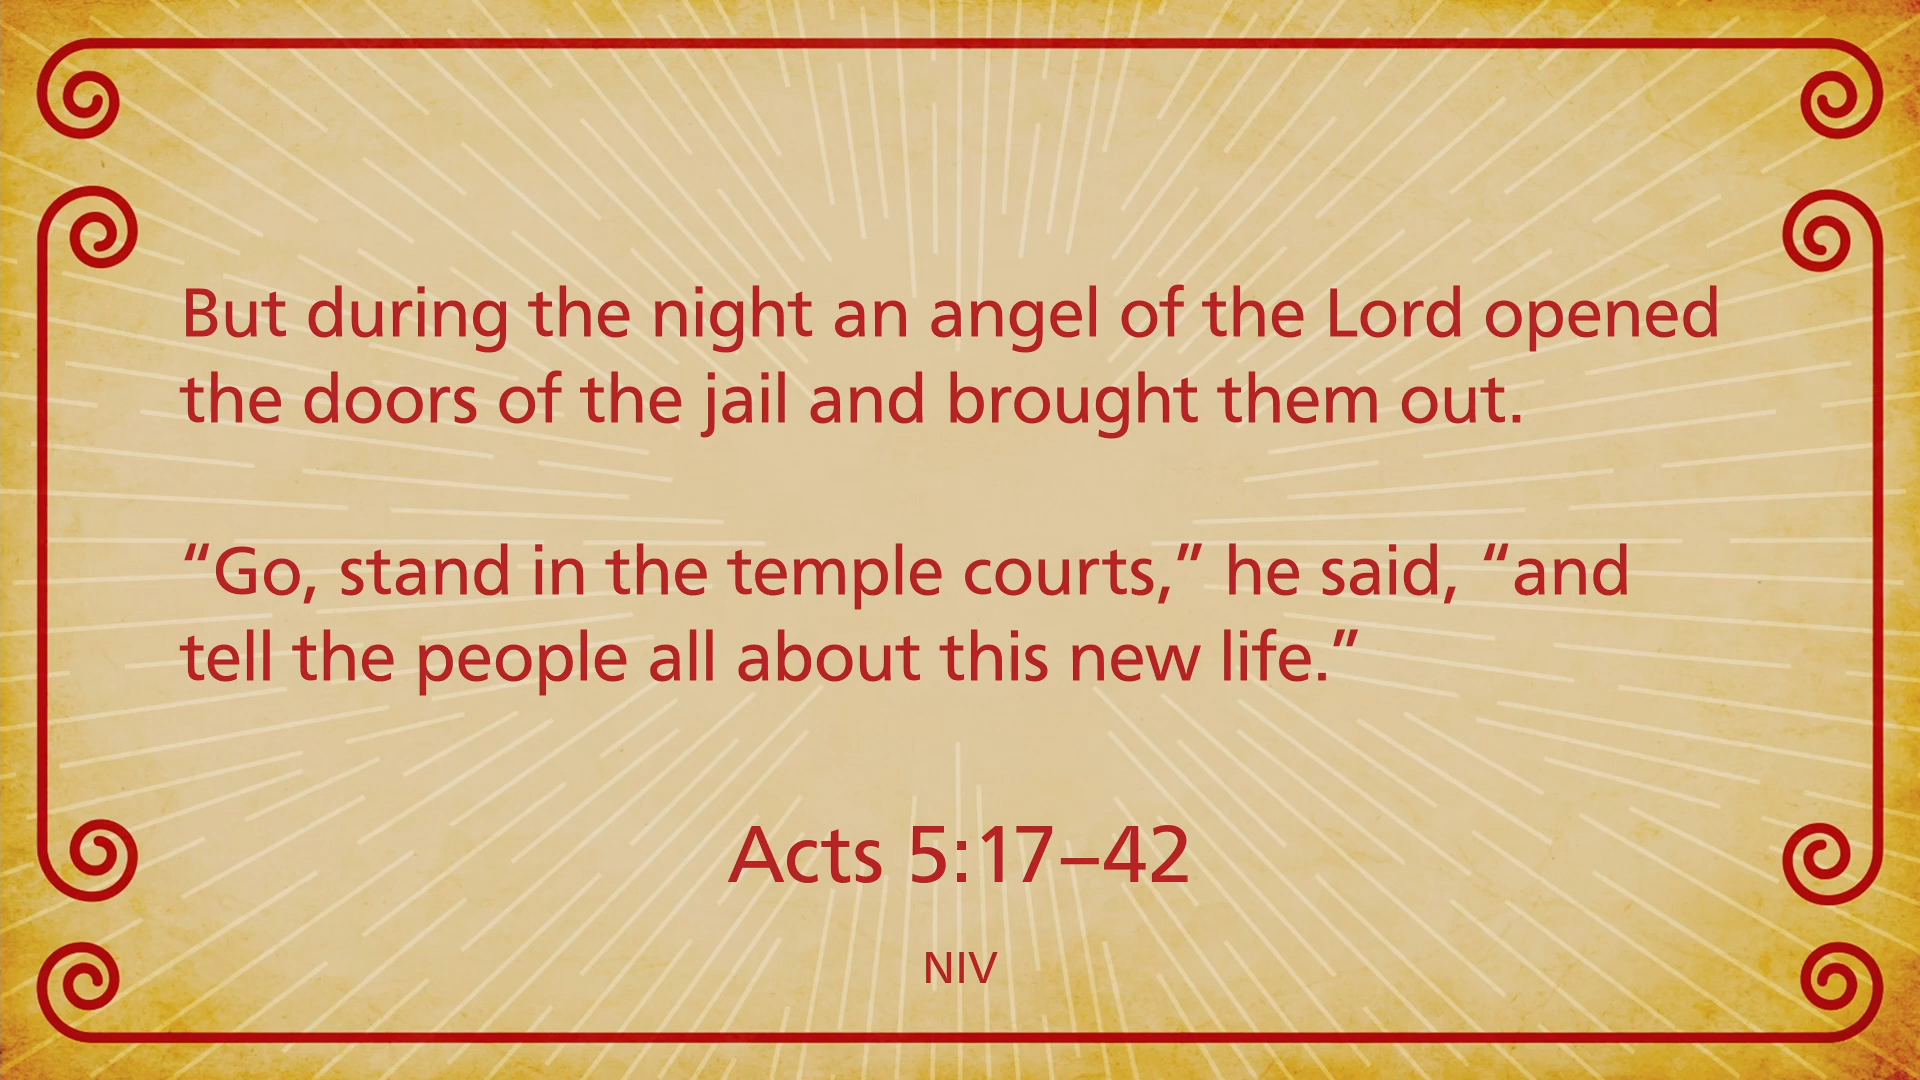 But during the night an angel of the Lord opened
the doors of the jail and brought them out.
“Go, stand in the temple courts,” he said, “and
tell the people all about this new life.”
Acts 5:17–42
NIV